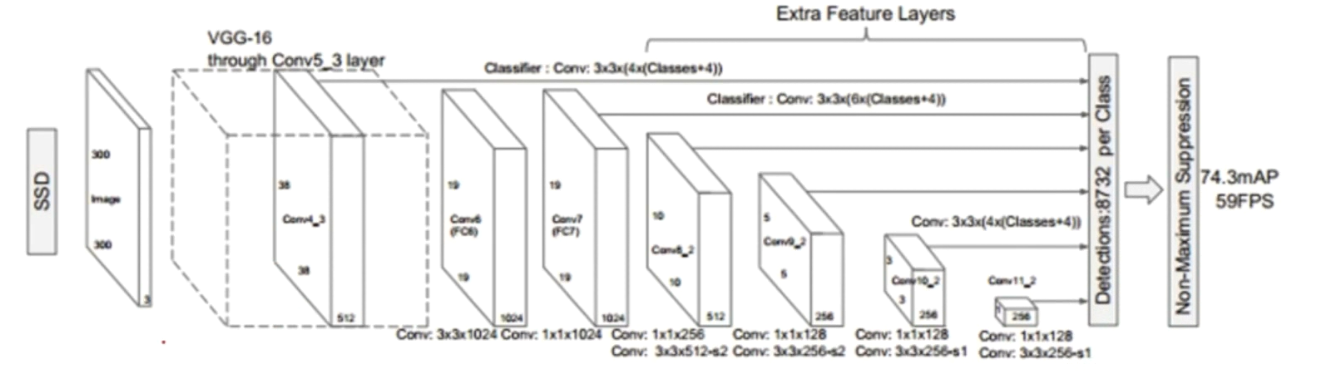 Extra Feature Layers
VGG-16
through Conv5_3 layer
Classifier : Conv: 3x3x(4x(Classes+4))
Classifier : Conv: 3x3x(6x(Classes+4))
SSD
300
Image
300
3
38
Conv4_3
38
512
19
Conv6
(FC6)
19
1024
19
Conv7
(FC7)
19
1024
10
Conv8_2
10
512
5
Conv9_2
5
256
Conv: 3x3x(4x(Classes+4))
3
Conv10_2
3
256
Conv11_2
1
256
Detections:8732 per Class
Non-Maximum Suppression
74.3mAP
59FPS
Conv: 3x3x1024
Conv: 1x1x1024
Conv: 1x1x256
Conv: 3x3x512-s2
Conv: 1x1x128
Conv: 3x3x256-s2
Conv: 1x1x128
Conv: 3x3x256-s1
Conv: 1x1x128
Conv: 3x3x256-s1